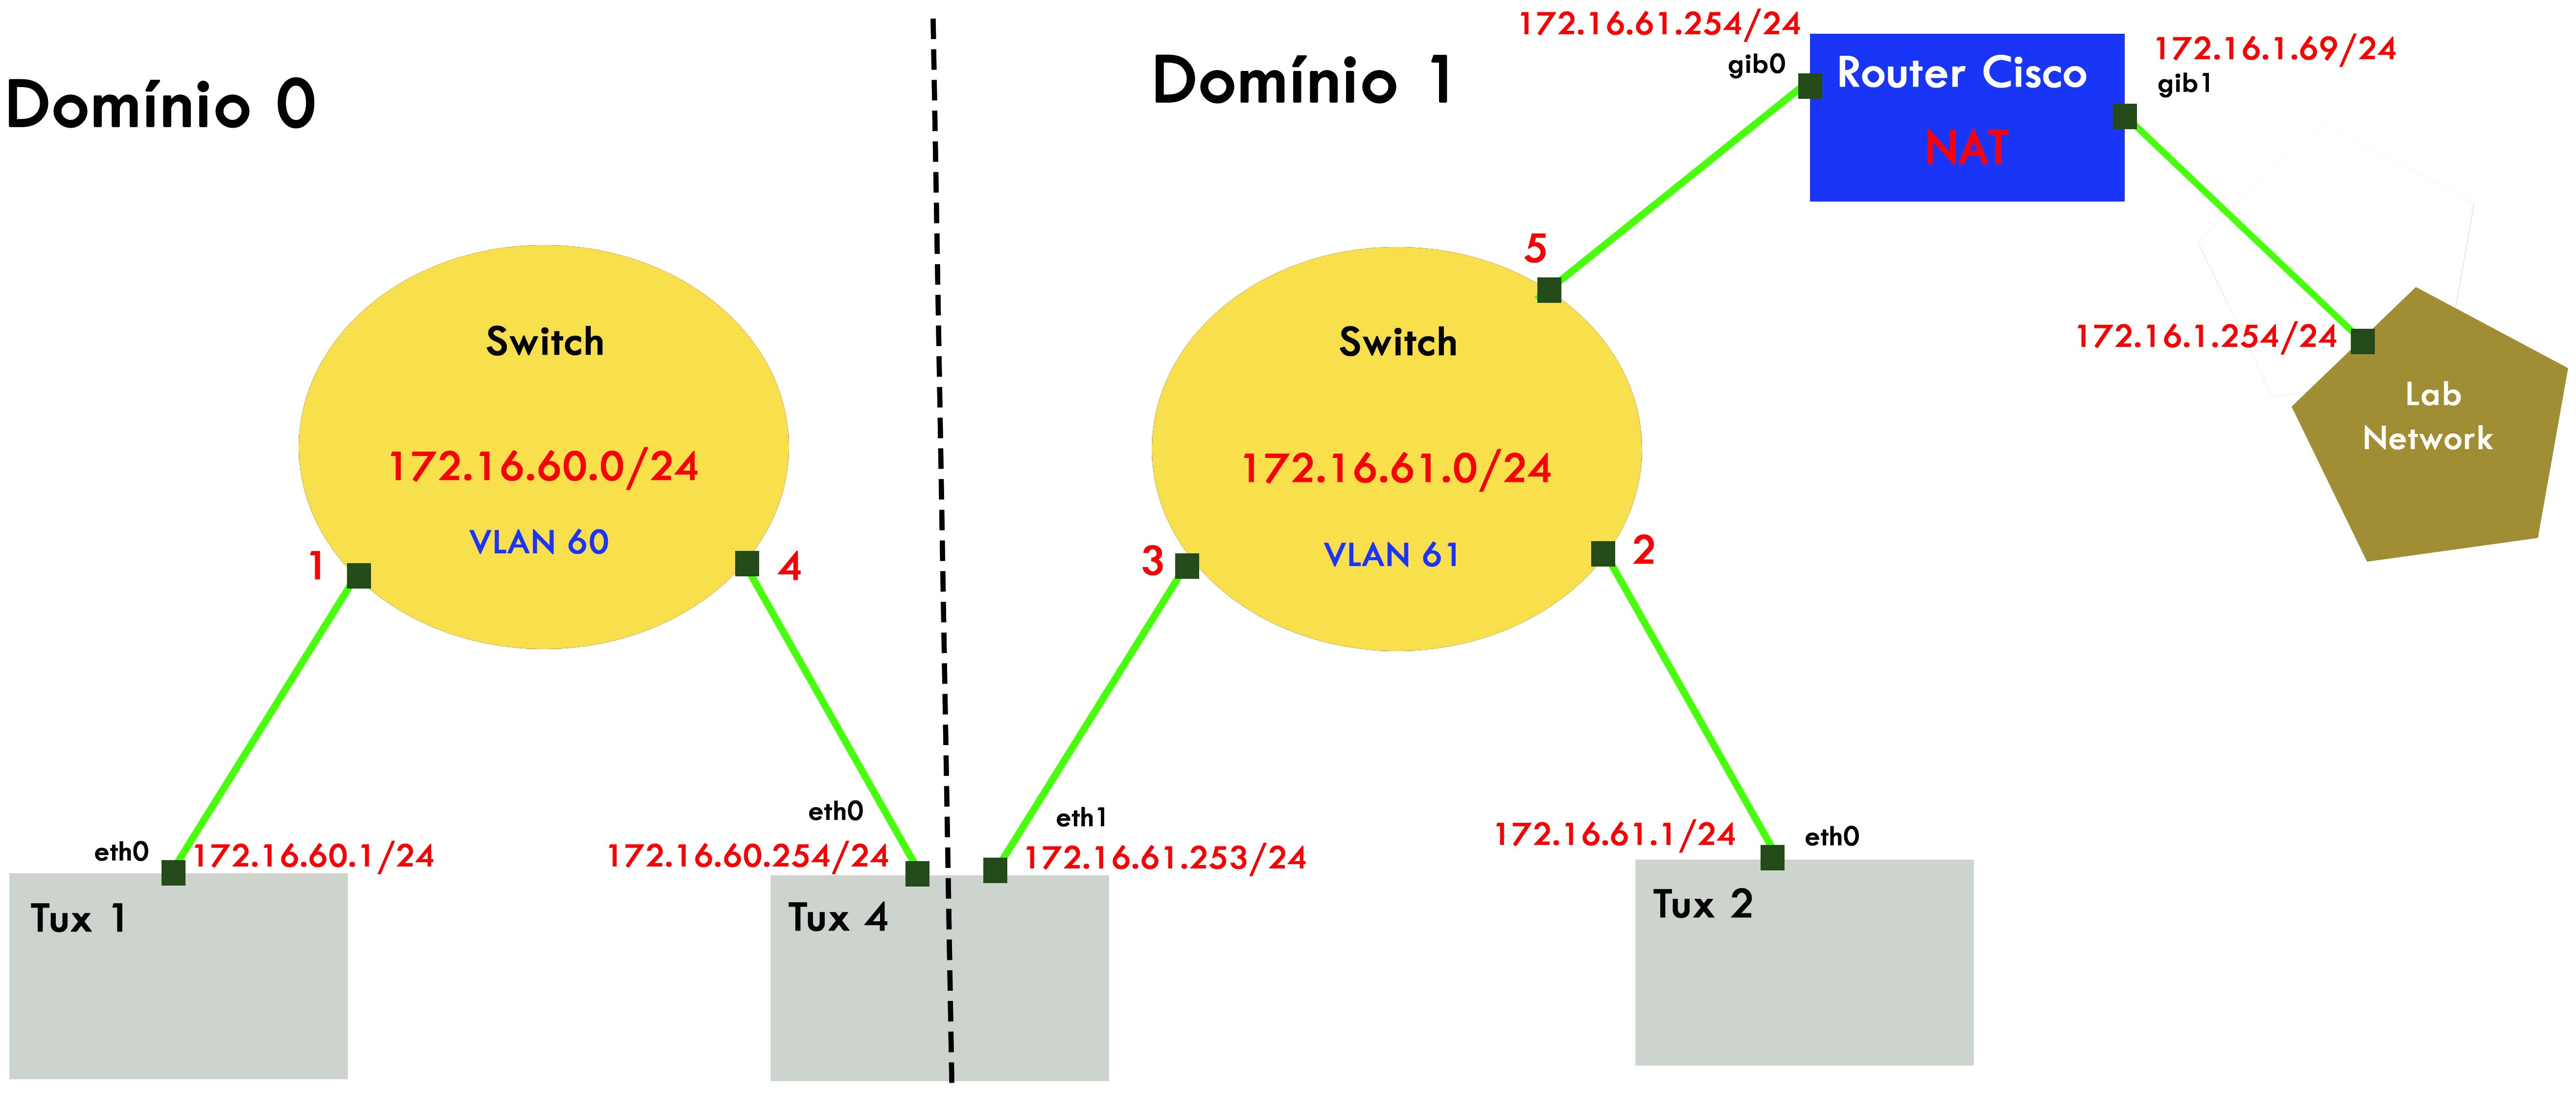 Domínio 0
Domínio 1
172.16.61.254/24
gib0
Router Cisco
NAT
172.16.1.69/24
gib1
5
172.16.1.254/24
Lab
Network
Switch
172.16.60.0/24
VLAN 60
1
4
Switch
172.16.61.0/24
VLAN 61
3
2
eth0
172.16.60.1/24
Tux 1
eth0
172.16.60.254/24
Tux 4
eth1
172.16.61.253/24
172.16.61.1/24
eth0
Tux 2